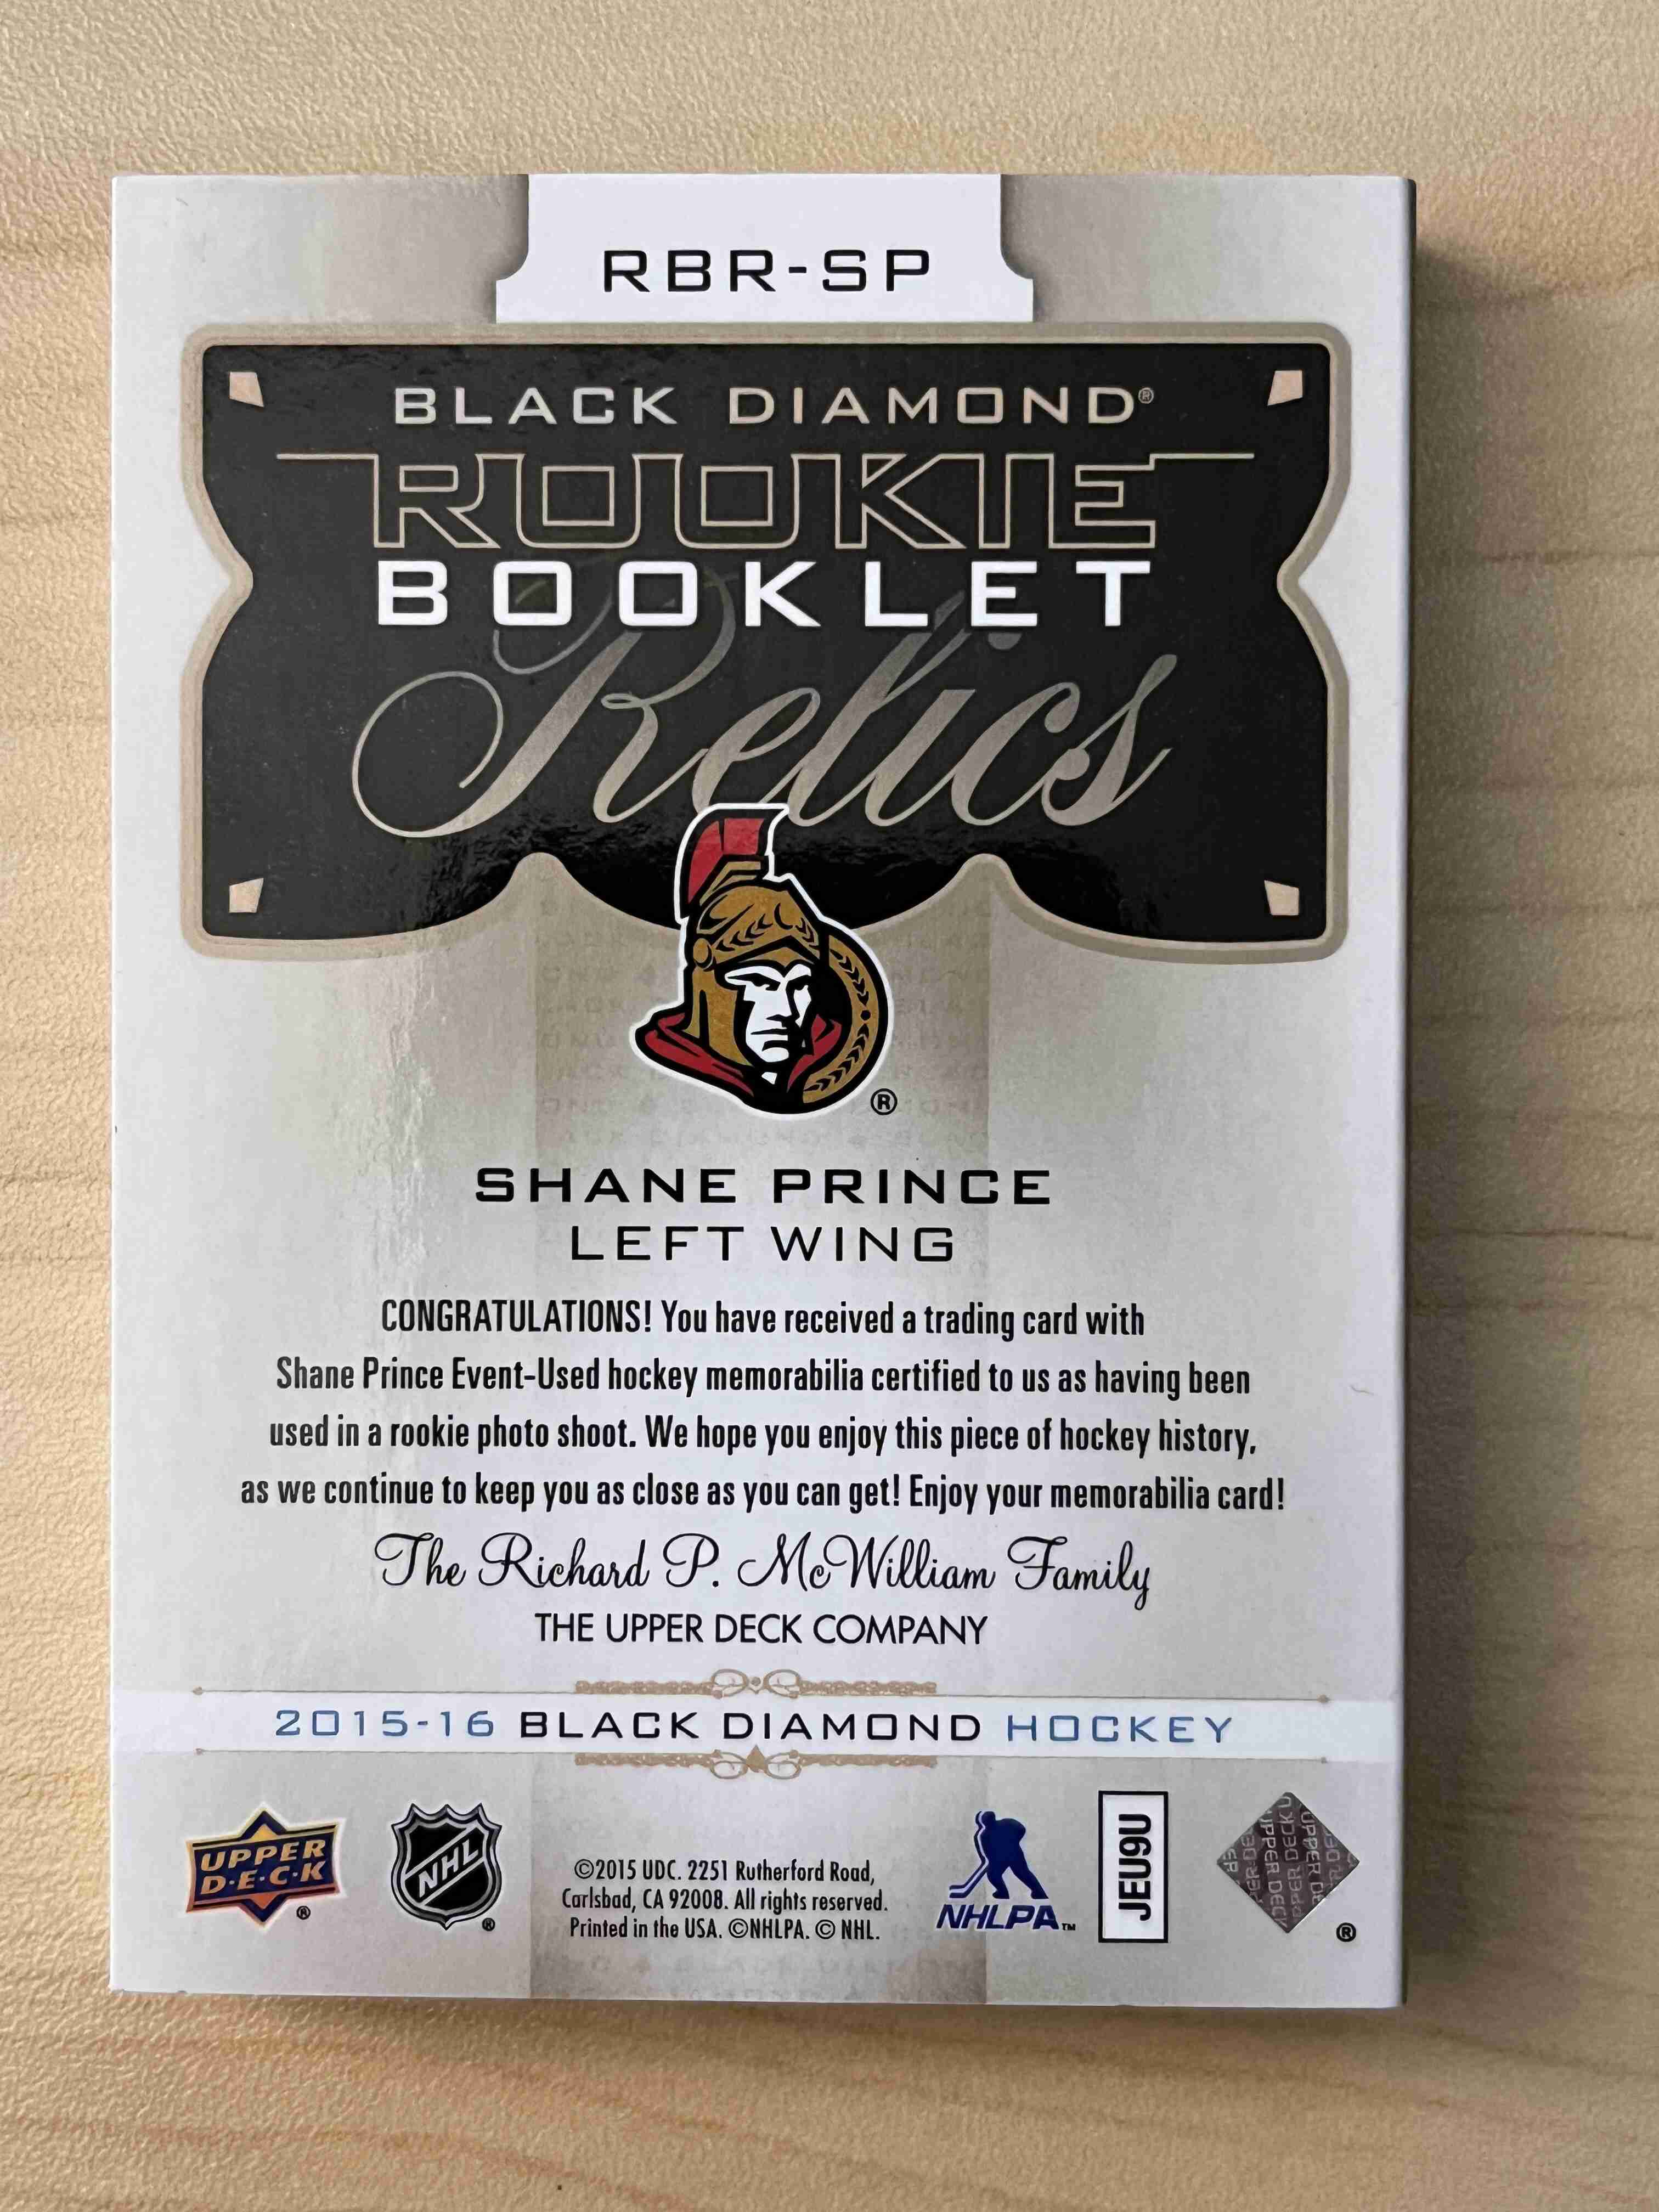 RBR-SP
BLACK DIAMOND®
ROOKIE
BOOKLET
Relics
®
SHANE PRINCE
LEFT WING
CONGRATULATIONS! You have received a trading card with
Shane Prince Event-Used hockey memorabilia certified to us as having been
used in a rookie photo shoot. We hope you enjoy this piece of hockey history,
as we continue to keep you as close as you can get! Enjoy your memorabilia card!
The Richard P. McWilliam Family
THE UPPER DECK COMPANY
2015-16 BLACK DIAMOND HOCKEY
UPPER
D·E·C·K
®
NHL
®
©2015 UDC. 2251 Rutherford Road,
Carlsbad, CA 92008. All rights reserved.
Printed in the USA. ©NHLPA. © NHL.
NHLPA™
JEU9U
UPPER DECK
®